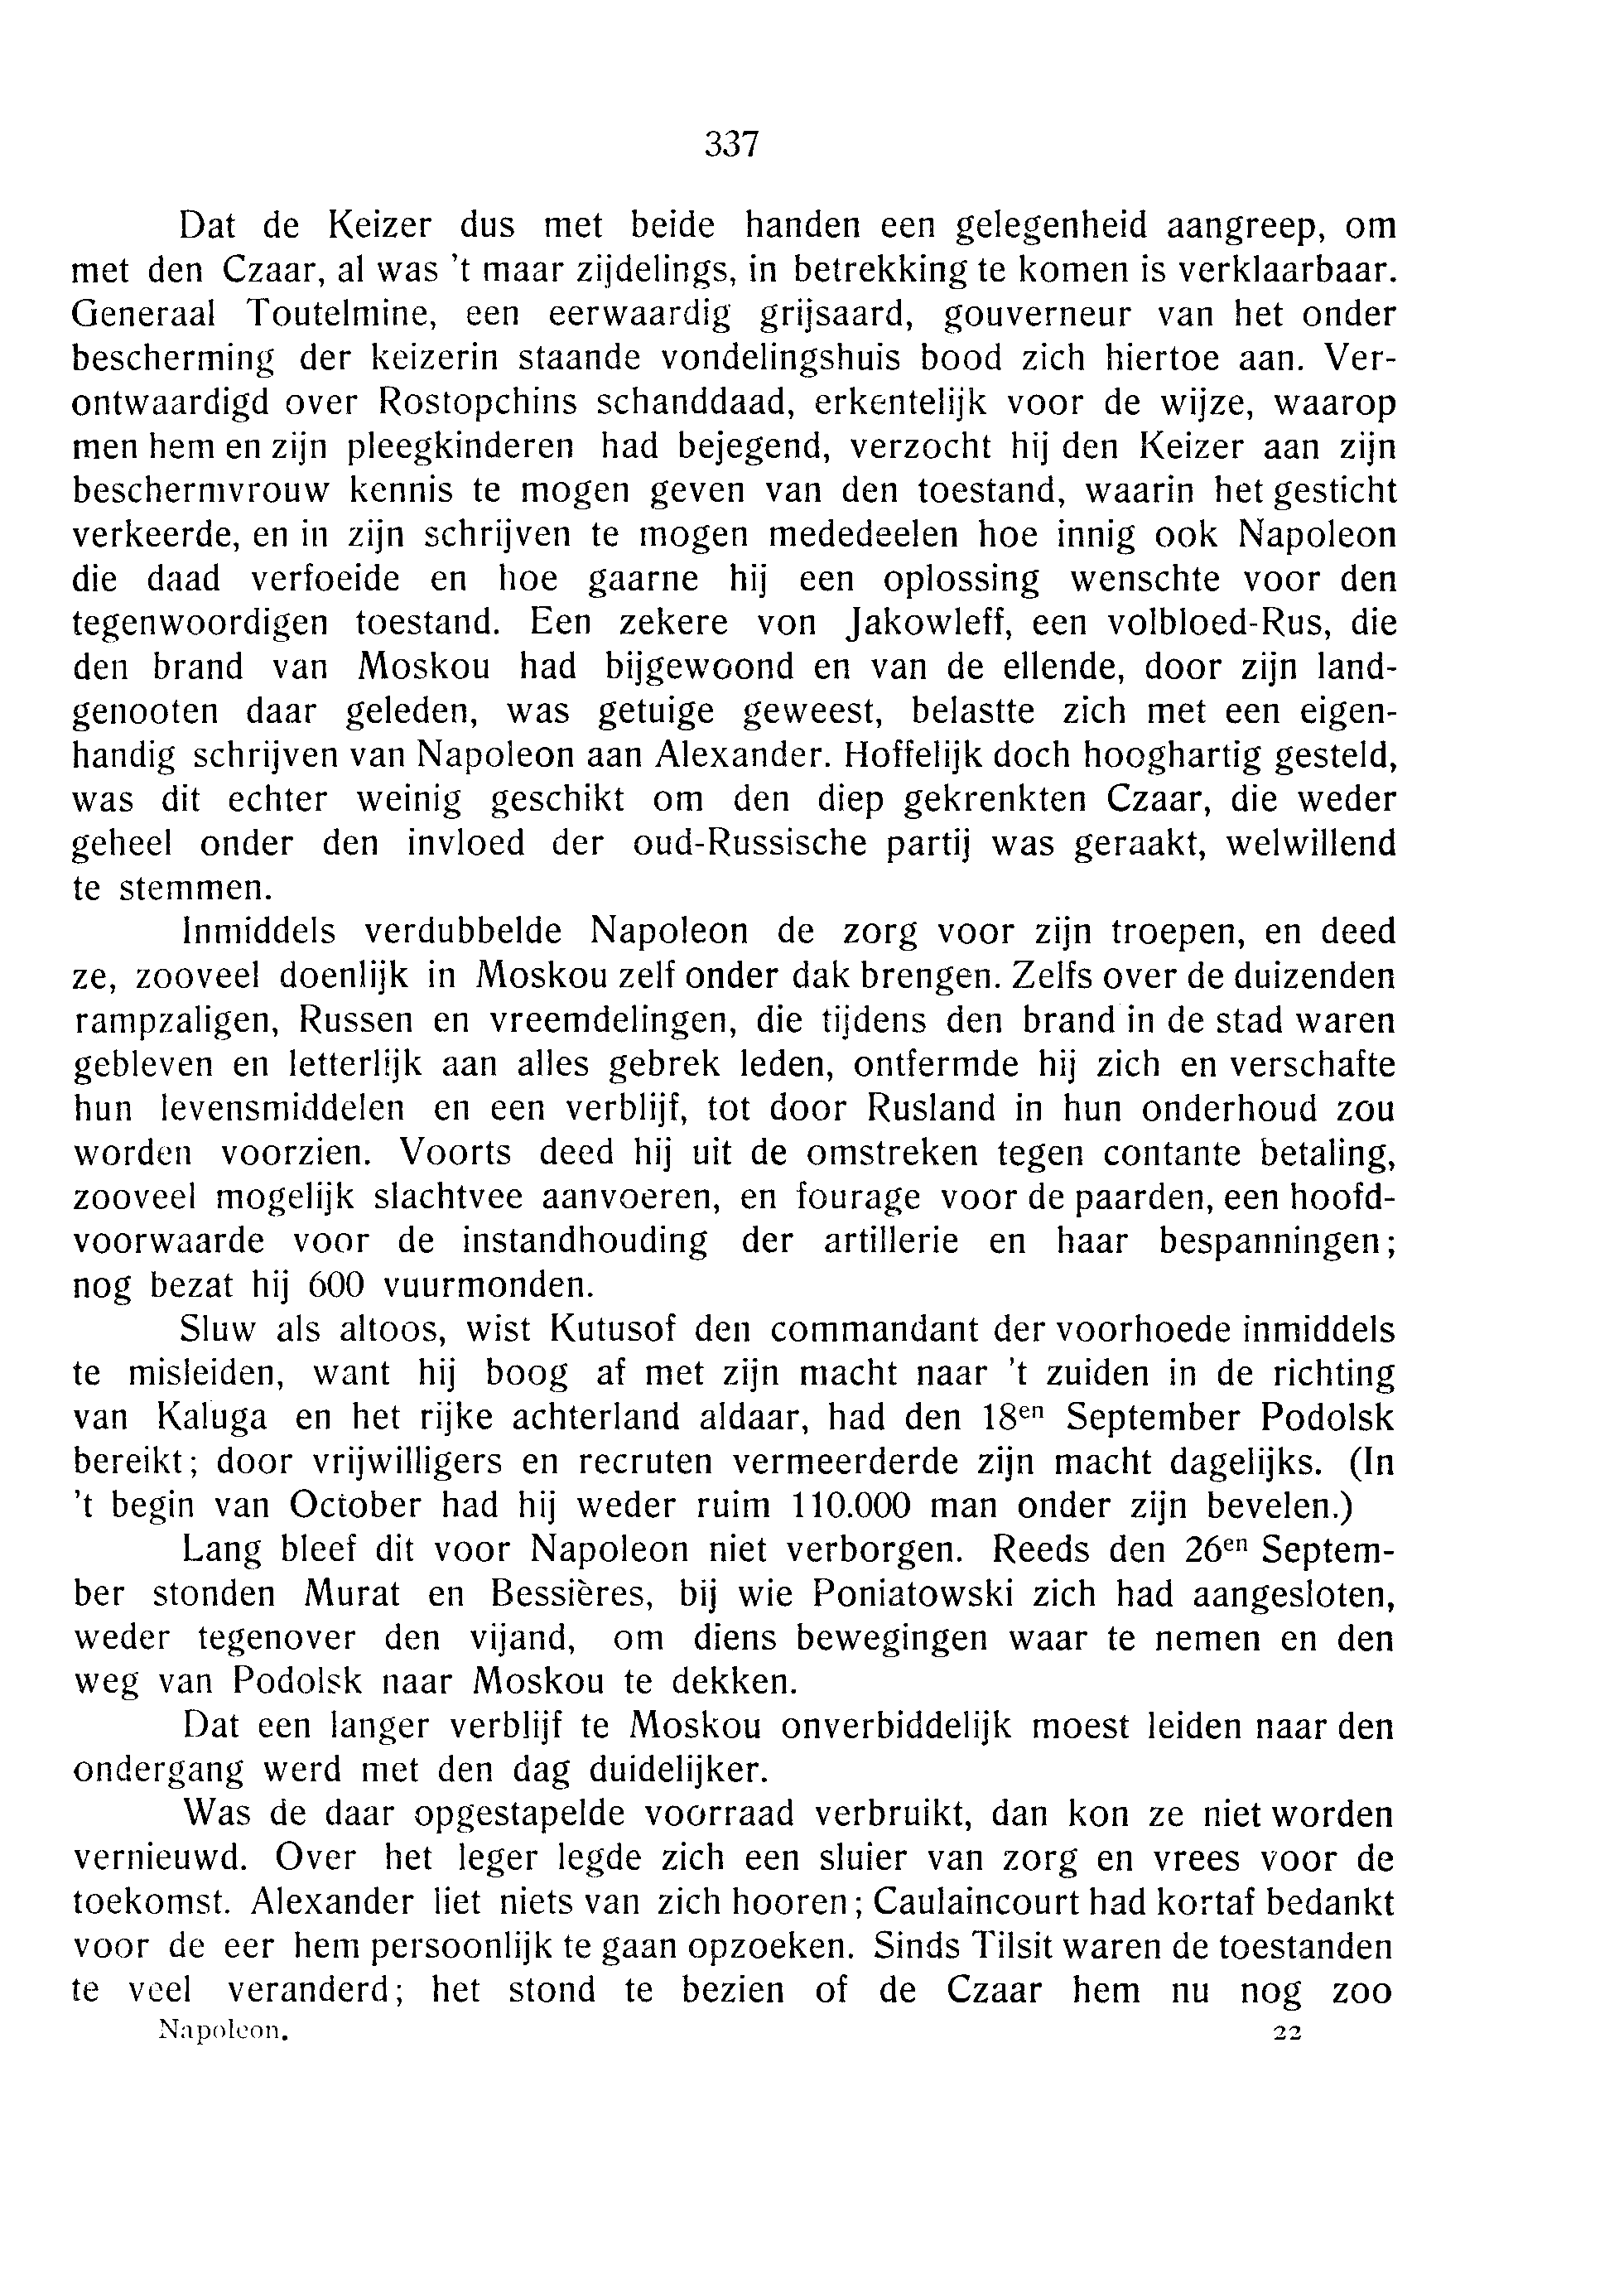 337
Dat de Keizer dus met beide handen een gelegenheid aangreep, om
met den Czaar, al was 't maar zijdelings, in betrekking te komen is verklaarbaar.
Generaal Toutelmine, een eerwaardig grijsaard, gouverneur van het onder
bescherming der keizerin staande vondelingshuis bood zich hiertoe aan. Ver-
ontwaardigd over Rostopchins schanddaad, erkentelijk voor de wijze, waarop
men hem en zijn pleegkinderen had bejegend, verzocht hij den Keizer aan zijn
beschermvrouw kennis te mogen geven van den toestand, waarin het gesticht
verkeerde, en in zijn schrijven te mogen mededeelen hoe innig ook Napoleon
die daad verfoeide en hoe gaarne hij een oplossing wenschte voor den
tegenwoordigen toestand. Een zekere von Jakowleff, een volbloed-Rus, die
den brand van Moskou had bijgewoond en van de ellende, door zijn land-
genooten daar geleden, was getuige geweest, belastte zich met een eigen-
handig schrijven van Napoleon aan Alexander. Hoffelijk doch hooghartig gesteld,
was dit echter weinig geschikt om den diep gekrenkten Czaar, die weder
geheel onder den invloed der oud-Russische partij was geraakt, welwillend
te stemmen.
Inmiddels verdubbelde Napoleon de zorg voor zijn troepen, en deed
ze, zooveel doenlijk in Moskou zelf onder dak brengen. Zelfs over de duizenden
rampzaligen, Russen en vreemdelingen, die tijdens den brand in de stad waren
gebleven en letterlijk aan alles gebrek leden, ontfermde hij zich en verschafte
hun levensmiddelen en een verblijf, tot door Rusland in hun onderhoud zou
worden voorzien. Voorts deed hij uit de omstreken tegen contante betaling,
zooveel mogelijk slachtvee aanvoeren, en fourage voor de paarden, een hoofd-
voorwaarde voor de instandhouding der artillerie en haar bespanningen;
nog bezat hij 600 vuurmonden.
Sluw als altoos, wist Kutusof den commandant der voorhoede inmiddels
te misleiden, want hij boog af met zijn macht naar 't zuiden in de richting
van Kaluga en het rijke achterland aldaar, had den 18en September Podolsk
bereikt; door vrijwilligers en recruten vermeerderde zijn macht dagelijks. (In
't begin van October had hij weder ruim 110.000 man onder zijn bevelen.)
Lang bleef dit voor Napoleon niet verborgen. Reeds den 26en Septem-
ber stonden Murat en Bessières, bij wie Poniatowski zich had aangesloten,
weder tegenover den vijand, om diens bewegingen waar te nemen en den
weg van Podolsk naar Moskou te dekken.
Dat een langer verblijf te Moskou onverbiddelijk moest leiden naar den
ondergang werd met den dag duidelijker.
Was de daar opgestapelde voorraad verbruikt, dan kon ze niet worden
vernieuwd. Over het leger legde zich een sluier van zorg en vrees voor de
toekomst. Alexander liet niets van zich hooren; Caulaincourt had kortaf bedankt
voor de eer hem persoonlijk te gaan opzoeken. Sinds Tilsit waren de toestanden
te veel veranderd; het stond te bezien of de Czaar hem nu nog zoo
Napoleon. 22